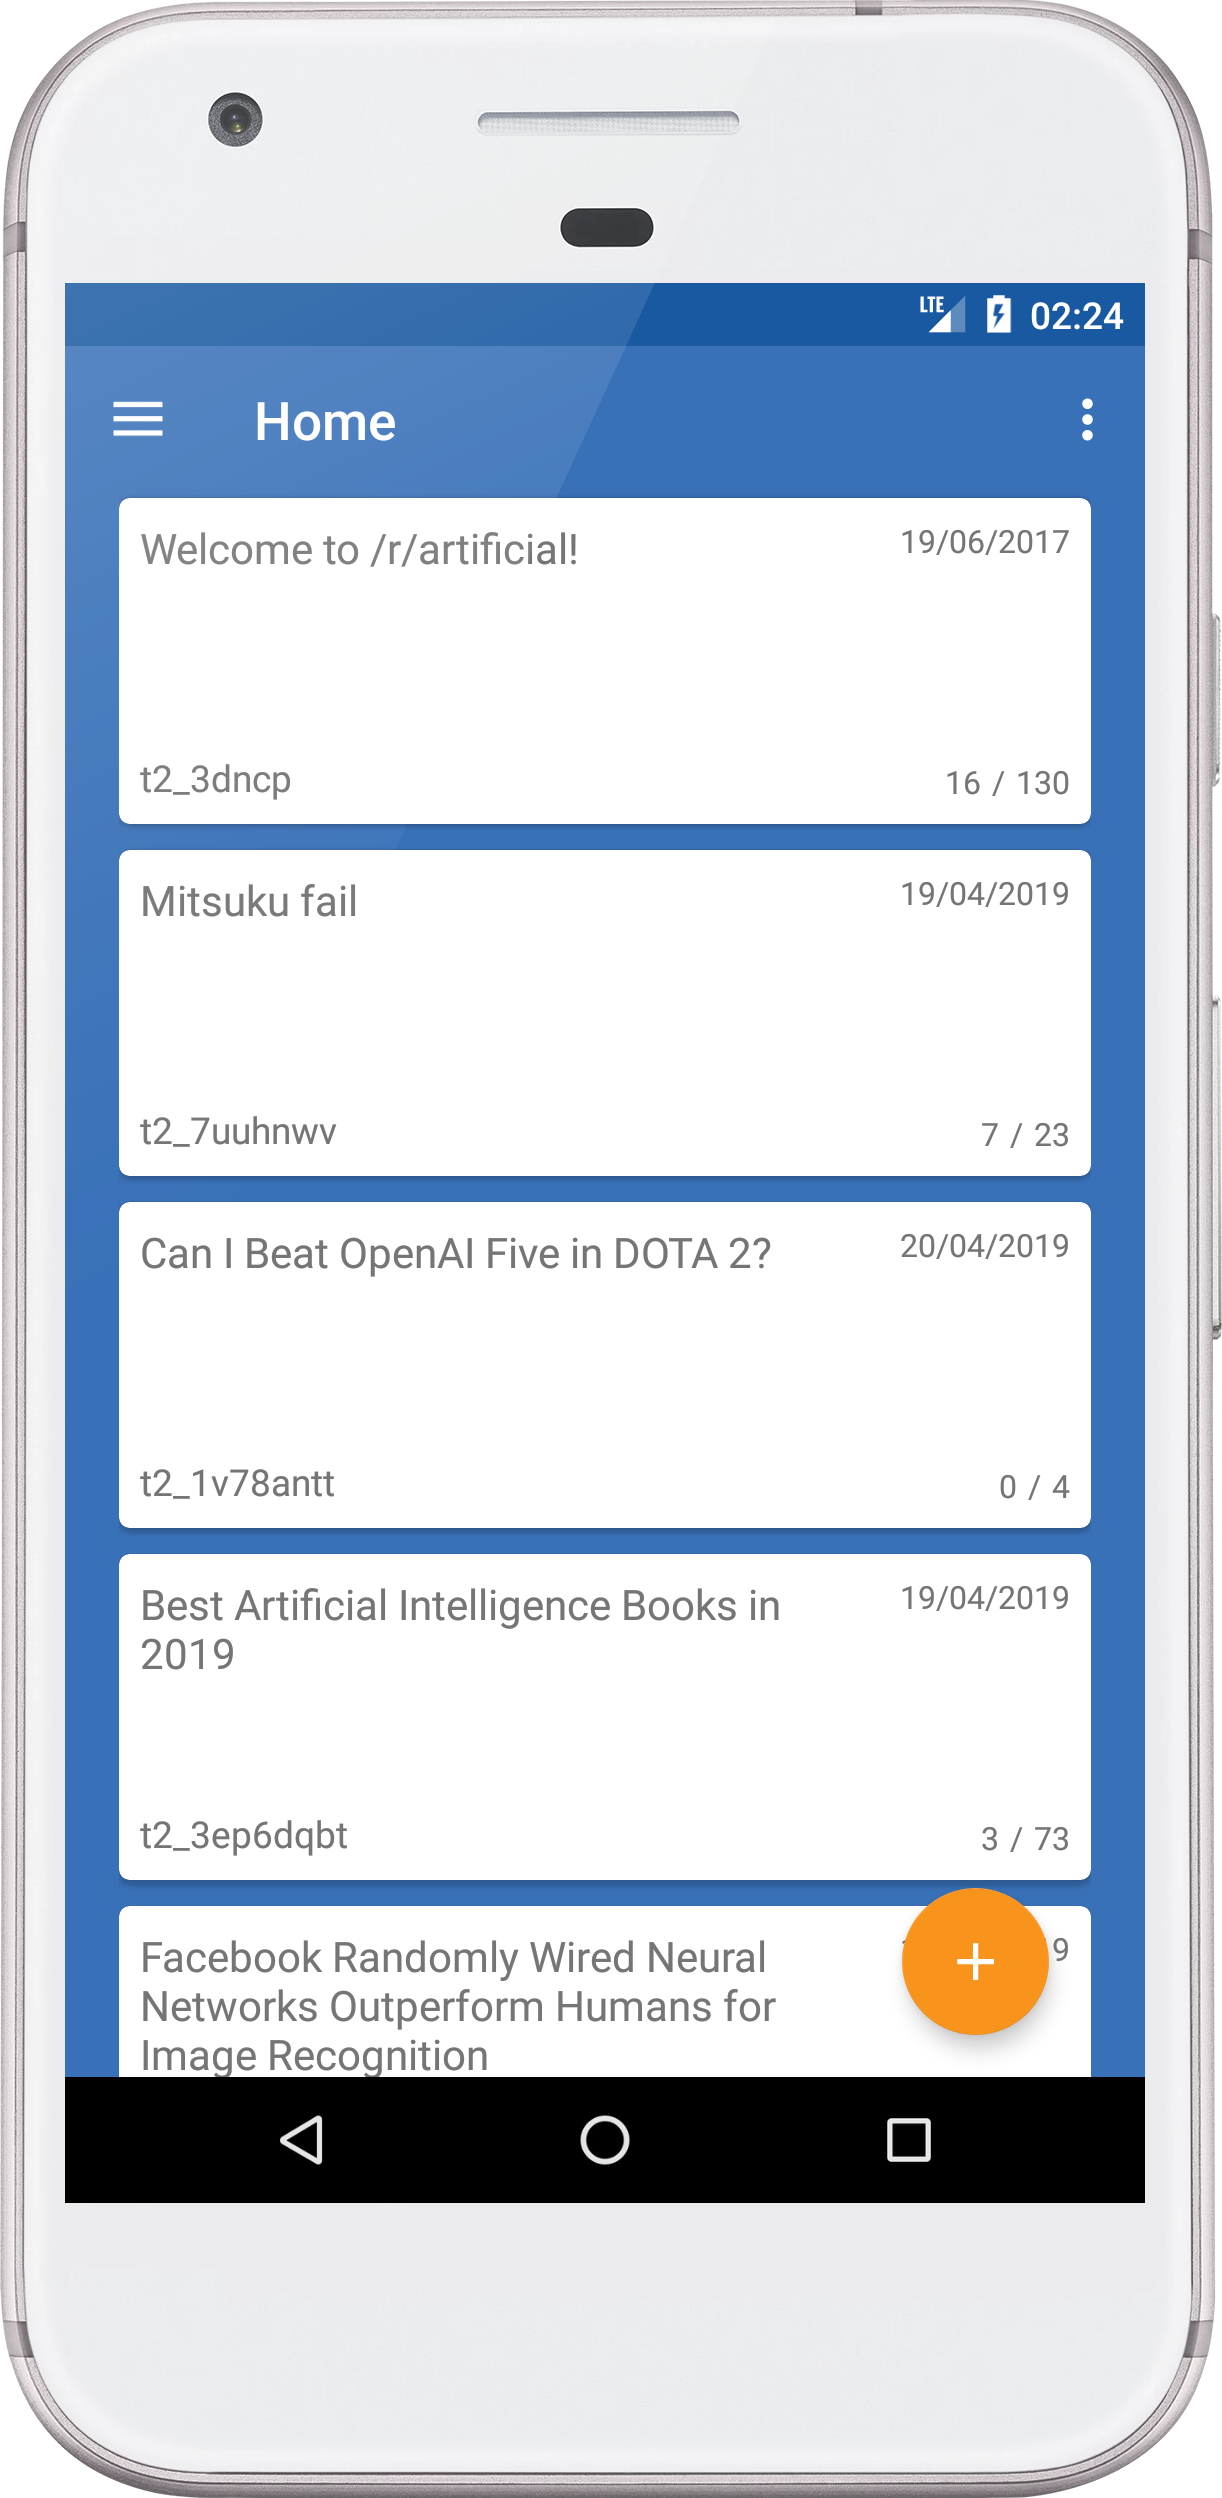 LTE 02:24
Home
Welcome to /r/artificial! 19/06/2017
t2_3dncp 16 / 130
Mitsuku fail 19/04/2019
t2_7uuhnwv 7 / 23
Can I Beat OpenAI Five in DOTA 2? 20/04/2019
t2_1v78antt 0 / 4
Best Artificial Intelligence Books in 19/04/2019
2019
t2_3ep6dqbt 3 / 73
Facebook Randomly Wired Neural
Networks Outperform Humans for
Image Recognition